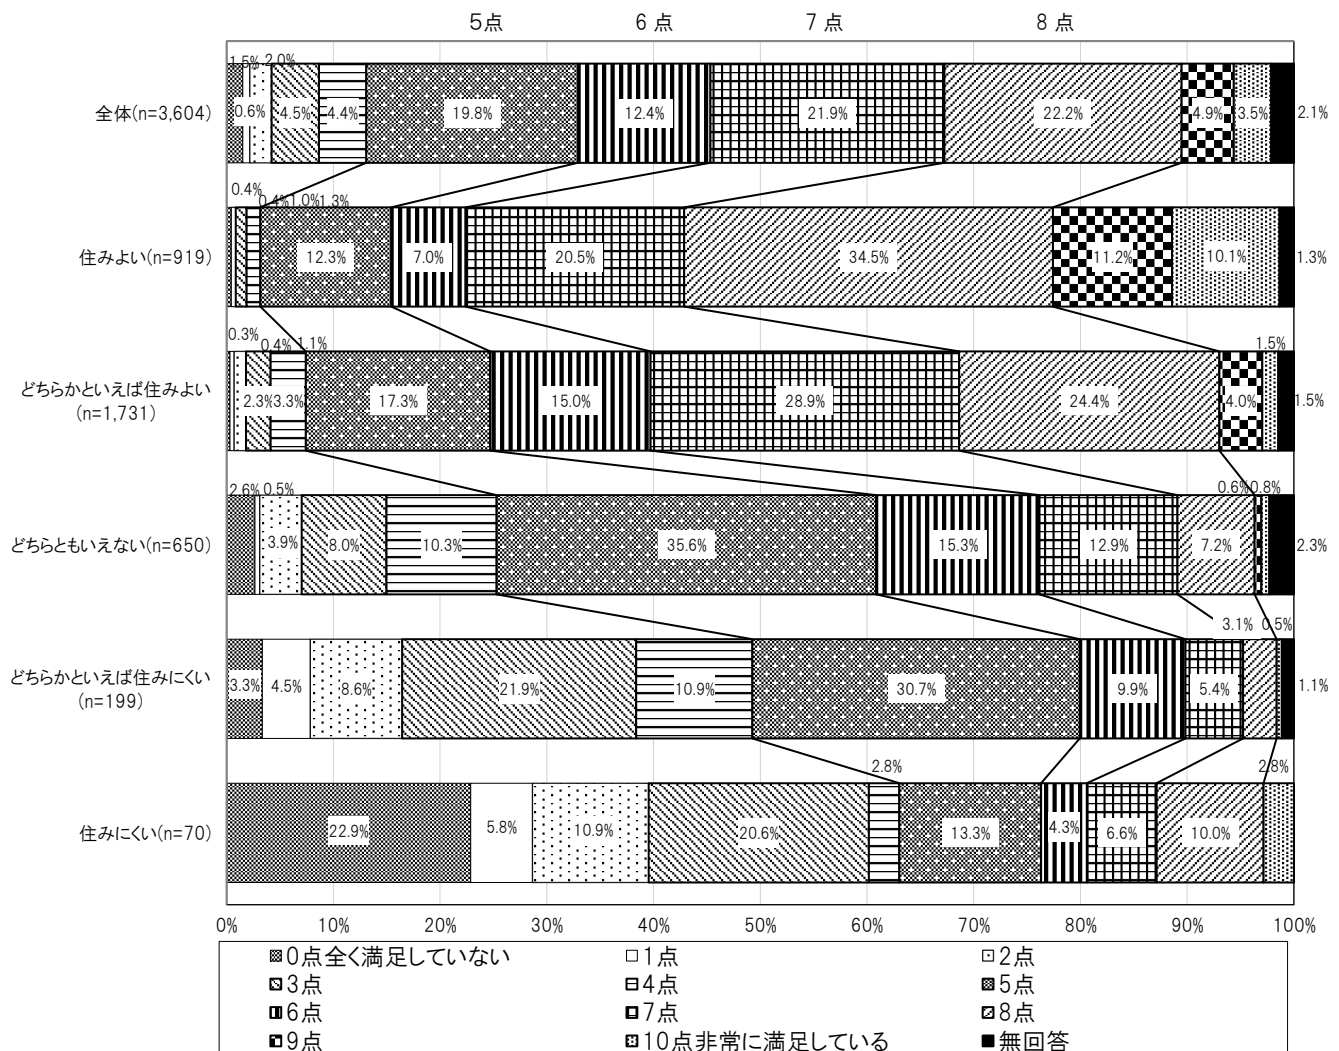 5点 6点 7点 8点
1.5% 2.0%
全体(n=3,604) 0.6% 4.5% 4.4% 19.8% 12.4% 21.9% 22.2% 4.9% 3.5% 2.1%
0.4% 0.4% 1.0% 1.3%
住みよい(n=919) 12.3% 7.0% 20.5% 34.5% 11.2% 10.1% 1.3%
0.3% 0.4% 1.1% 1.5%
どちらかといえば住みよい
(n=1,731) 2.3% 3.3% 17.3% 15.0% 28.9% 24.4% 4.0% 1.5%
2.6% 0.5% 0.6% 0.8%
どちらともいえない(n=650) 3.9% 8.0% 10.3% 35.6% 15.3% 12.9% 7.2% 2.3%
3.1% 0.5%
どちらかといえば住みにくい
(n=199) 3.3% 4.5% 8.6% 21.9% 10.9% 30.7% 9.9% 5.4% 1.1%
2.8% 2.8%
住みにくい(n=70) 22.9% 5.8% 10.9% 20.6% 13.3% 4.3% 6.6% 10.0%
0% 10% 20% 30% 40% 50% 60% 70% 80% 90% 100%
0点全く満足していない 1点 2点
3点 4点 5点
6点 7点 8点
9点 10点非常に満足している 無回答